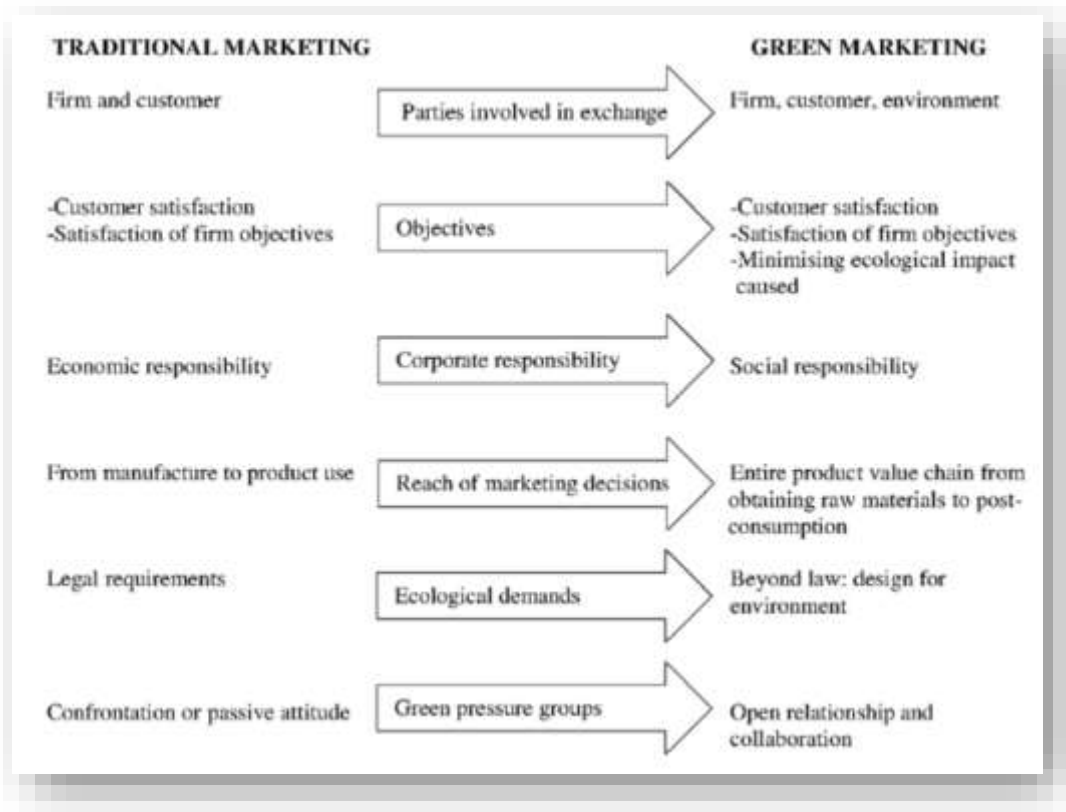 TRADITIONAL MARKETING
GREEN MARKETING
Firm and customer
Parties involved in exchange
Firm, customer, environment
-Customer satisfaction
-Satisfaction of firm objectives
Objectives
-Customer satisfaction
-Satisfaction of firm objectives
-Minimising ecological impact
caused
Economic responsibility
Corporate responsibility
Social responsibility
From manufacture to product use
Reach of marketing decisions
Entire product value chain from
obtaining raw materials to post-
consumption
Legal requirements
Ecological demands
Beyond law: design for
environment
Confrontation or passive attitude
Green pressure groups
Open relationship and
collaboration